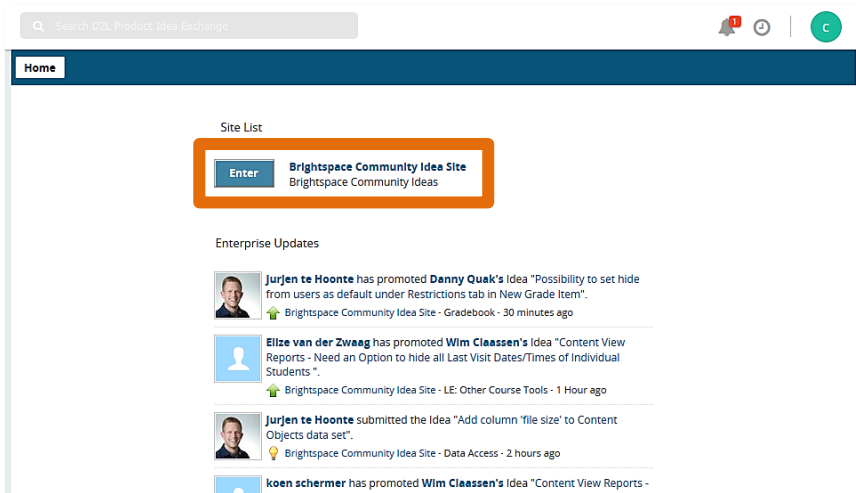 Search D2L Product Idea Exchange
1
C
Home
Site List
Enter
Brightspace Community Idea Site
Brightspace Community Ideas
Enterprise Updates
Jurjen te Hoonte has promoted Danny Quak's Idea "Possibility to set hide
from users as default under Restrictions tab in New Grade Item".
Brightspace Community Idea Site - Gradebook - 30 minutes ago
Elize van der Zwaag has promoted Wim Claassen's Idea "Content View
Reports - Need an Option to hide all Last Visit Dates/Times of Individual
Students ".
Brightspace Community Idea Site - LE: Other Course Tools - 1 Hour ago
Jurjen te Hoonte submitted the Idea "Add column 'file size' to Content
Objects data set".
Brightspace Community Idea Site - Data Access - 2 hours ago
koen schermer has promoted Wim Claassen's Idea "Content View Reports -